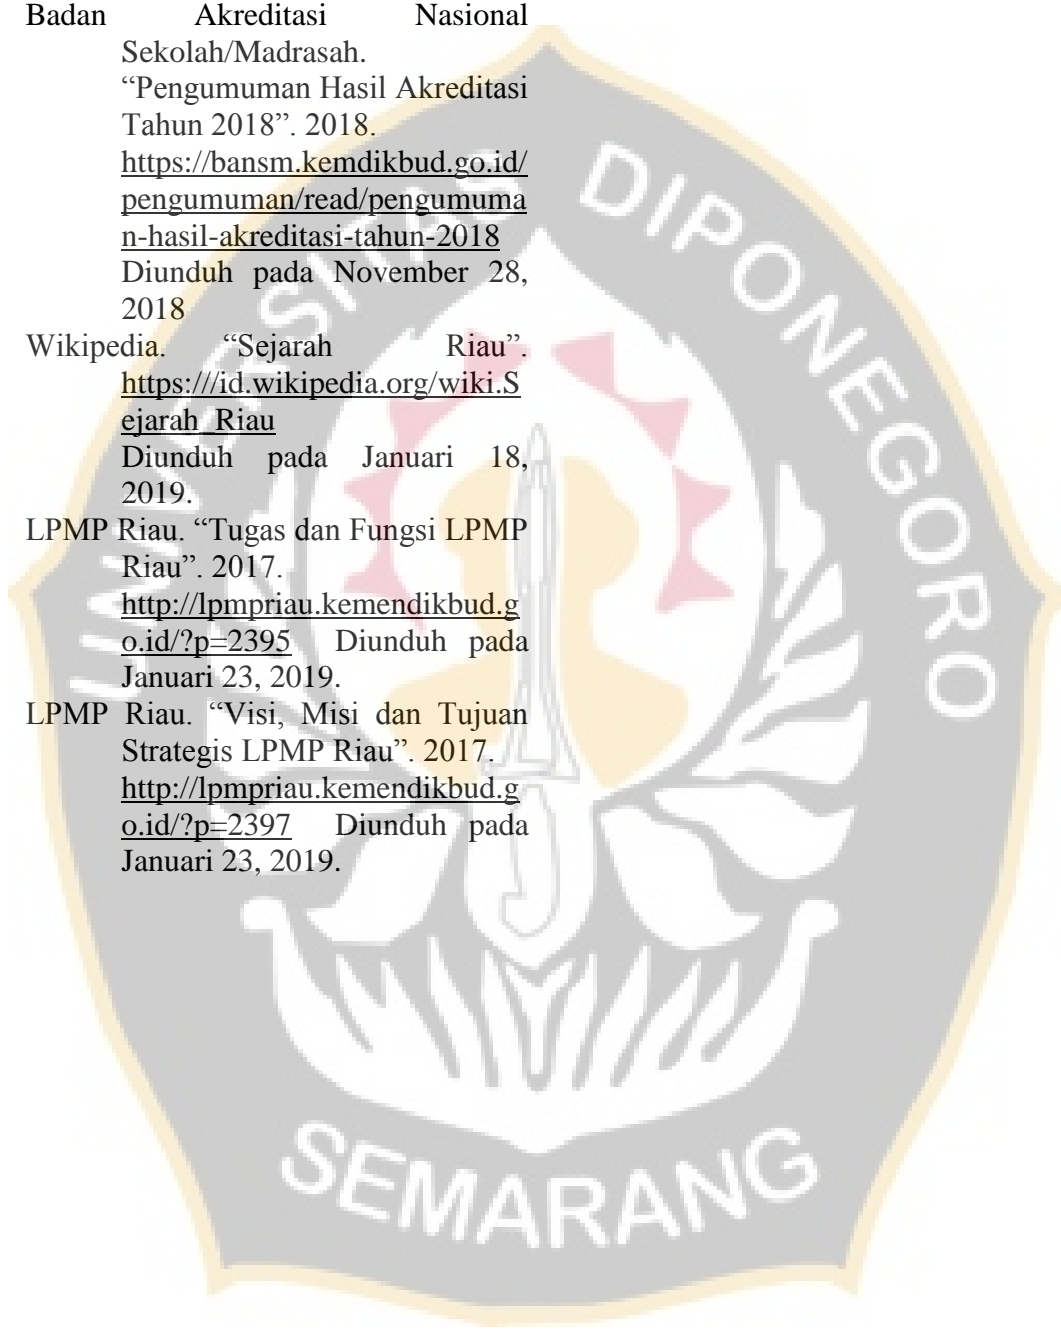 Badan Akreditasi Nasional
Sekolah/Madrasah.
“Pengumuman Hasil Akreditasi
Tahun 2018”. 2018.
https://bansm.kemdikbud.go.id/
pengumuman/read/pengumuma
n-hasil-akreditasi-tahun-2018
Diunduh pada November 28,
2018
Wikipedia. “Sejarah Riau”.
https:///id.wikipedia.org/wiki.S
ejarah_Riau
Diunduh pada Januari 18,
2019.
LPMP Riau. “Tugas dan Fungsi LPMP
Riau”. 2017.
http://lpmpriau.kemendikbud.g
o.id/?p=2395 Diunduh pada
Januari 23, 2019.
LPMP Riau. “Visi, Misi dan Tujuan
Strategis LPMP Riau”. 2017.
http://lpmpriau.kemendikbud.g
o.id/?p=2397 Diunduh pada
Januari 23, 2019.
UNIVERSITAS DIPONEGORO
SEMARANG